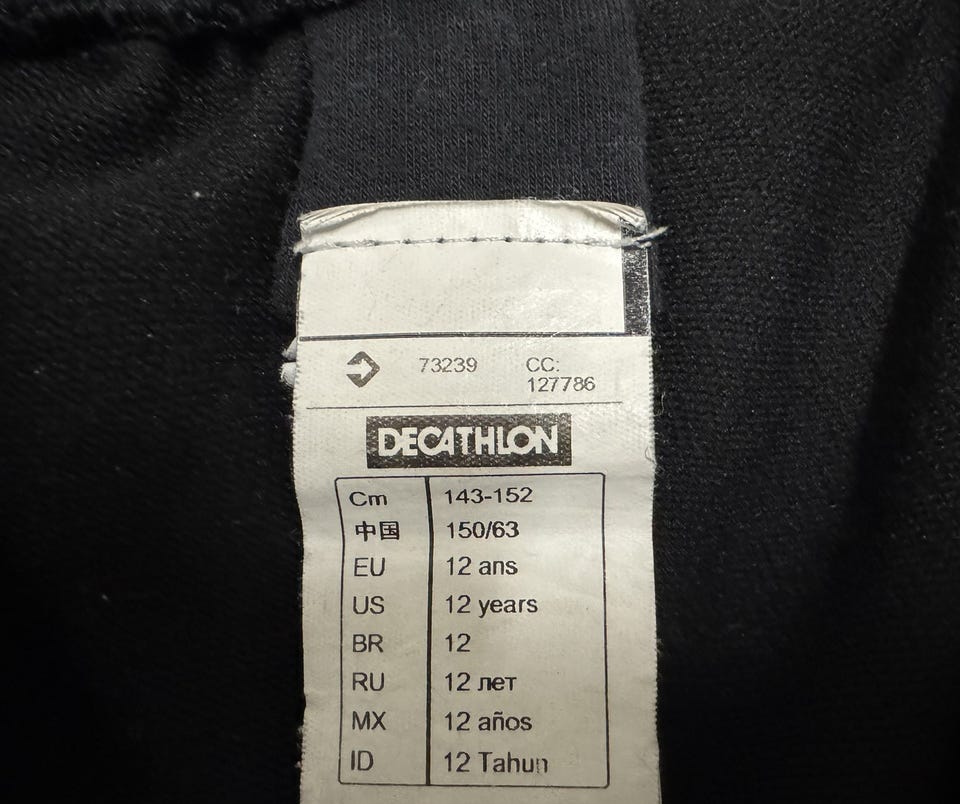 73239 CC:
127786
DECATHLON
Cm 143-152
中国 150/63
EU 12 ans
US 12 years
BR 12
RU 12 лет
MX 12 años
ID 12 Tahun